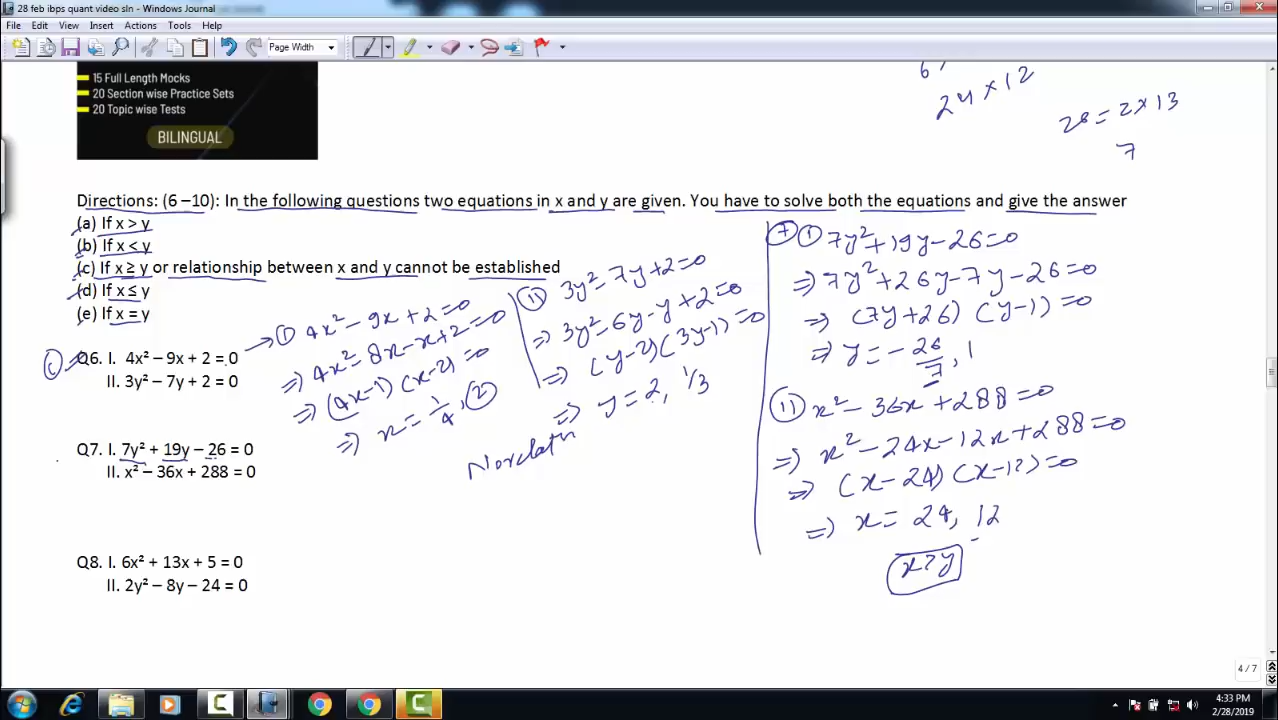 28 feb ibps quant video sln - Windows Journal
File Edit View Insert Actions Tools Help
Page Width
15 Full Length Mocks
20 Section wise Practice Sets
20 Topic wise Tests
BILINGUAL
24 × 12
28 = 2 × 13
7
Directions: (6 –10): In the following questions two equations in x and y are given. You have to solve both the equations and give the answer
(a) If x > y
(b) If x < y
(c) If x ≥ y or relationship between x and y cannot be established
(d) If x ≤ y
(e) If x = y
(c) Q6. I. 4x² – 9x + 2 = 0
II. 3y² – 7y + 2 = 0
Q7. I. 7y² + 19y – 26 = 0
II. x² – 36x + 288 = 0
Q8. I. 6x² + 13x + 5 = 0
II. 2y² – 8y – 24 = 0
→ (I) 4x² – 9x + 2 = 0
⇒ 4x² – 8x – x + 2 = 0
⇒ (4x – 1) (x – 2) = 0
⇒ x = 1/4, 2
(II) 3y² – 7y + 2 = 0
⇒ 3y² – 6y – y + 2 = 0
⇒ (y – 2) (3y – 1) = 0
⇒ y = 2, 1/3
No relatn
(7) (I) 7y² + 19y – 26 = 0
⇒ 7y² + 26y – 7y – 26 = 0
⇒ (7y + 26) (y – 1) = 0
⇒ y = – 26/7, 1
(II) x² – 36x + 288 = 0
⇒ x² – 24x – 12x + 288 = 0
⇒ (x – 24) (x – 12) = 0
⇒ x = 24, 12
x > y
4 / 7
4:33 PM
2/28/2019